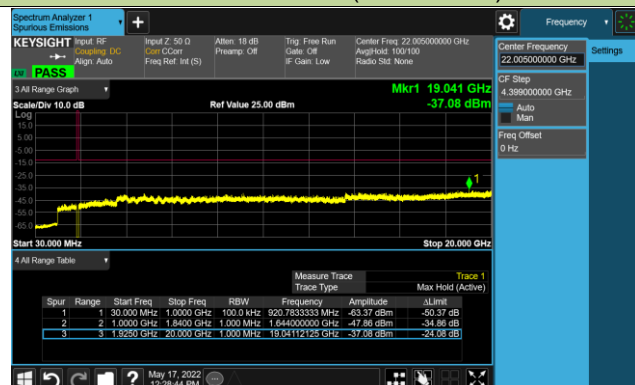 Spectrum Analyzer 1
Spurious Emissions
Frequency
KEYSIGHT
Input: RF
Coupling: DC
Align: Auto
Input Z: 50 Ω
Corr CCorr
Freq Ref: Int (S)
Atten: 18 dB
Preamp: Off
Trig: Free Run
Gate: Off
IF Gain: Low
Center Freq: 22.005000000 GHz
Avg|Hold: 100/100
Radio Std: None
PASS
Center Frequency
22.005000000 GHz
Settings
CF Step
4.399000000 GHz
Auto
Man
Freq Offset
0 Hz
3 All Range Graph
Mkr1 19.041 GHz
Scale/Div 10.0 dB
Ref Value 25.00 dBm
-37.08 dBm
Log
15.0
5.00
-5.00
-15.0
-25.0
-35.0
-45.0
-55.0
-65.0
1
Start 30.000 MHz
Stop 20.000 GHz
4 All Range Table
Measure Trace Trace 1
Trace Type Max Hold (Active)
Spur Range Start Freq Stop Freq RBW Frequency Amplitude ΔLimit
1 1 30.000 MHz 1.0000 GHz 100.0 kHz 920.7833333 MHz -63.37 dBm -50.37 dB
2 2 1.0000 GHz 1.8400 GHz 1.000 MHz 1.644000000 GHz -47.86 dBm -34.86 dB
3 3 1.9250 GHz 20.000 GHz 1.000 MHz 19.04112125 GHz -37.08 dBm -24.08 dB
?
May 17, 2022
12:28:44 PM